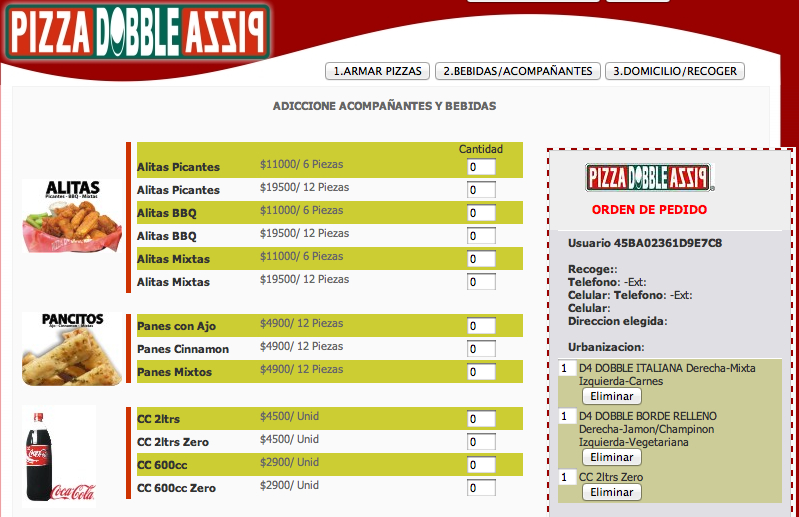 PIZZA DOBBLE PIZZA
1.ARMAR PIZZAS
2.BEBIDAS/ACOMPAÑANTES
3.DOMICILIO/RECOGER
ADICCIONE ACOMPAÑANTES Y BEBIDAS
Cantidad
ALITAS
Picantes - BBQ - Mixtas
Alitas Picantes $11000/ 6 Piezas 0
Alitas Picantes $19500/ 12 Piezas 0
Alitas BBQ $11000/ 6 Piezas 0
Alitas BBQ $19500/ 12 Piezas 0
Alitas Mixtas $11000/ 6 Piezas 0
Alitas Mixtas $19500/ 12 Piezas 0
PANCITOS
Ajo - Cinnamon - Mixtos
Panes con Ajo $4900/ 12 Piezas 0
Panes Cinnamon $4900/ 12 Piezas 0
Panes Mixtos $4900/ 12 Piezas 0
Coca-Cola
Coca-Cola
CC 2ltrs $4500/ Unid 0
CC 2ltrs Zero $4500/ Unid 0
CC 600cc $2900/ Unid 0
CC 600cc Zero $2900/ Unid 0
PIZZA DOBBLE PIZZA®
ORDEN DE PEDIDO
Usuario 45BA02361D9E7C8
Recoge::
Telefono: -Ext:
Celular: Telefono: -Ext:
Celular:
Direccion elegida:
Urbanizacion:
1 D4 DOBBLE ITALIANA Derecha-Mixta
Izquierda-Carnes
Eliminar
1 D4 DOBBLE BORDE RELLENO
Derecha-Jamon/Champinon
Izquierda-Vegetariana
Eliminar
1 CC 2ltrs Zero
Eliminar